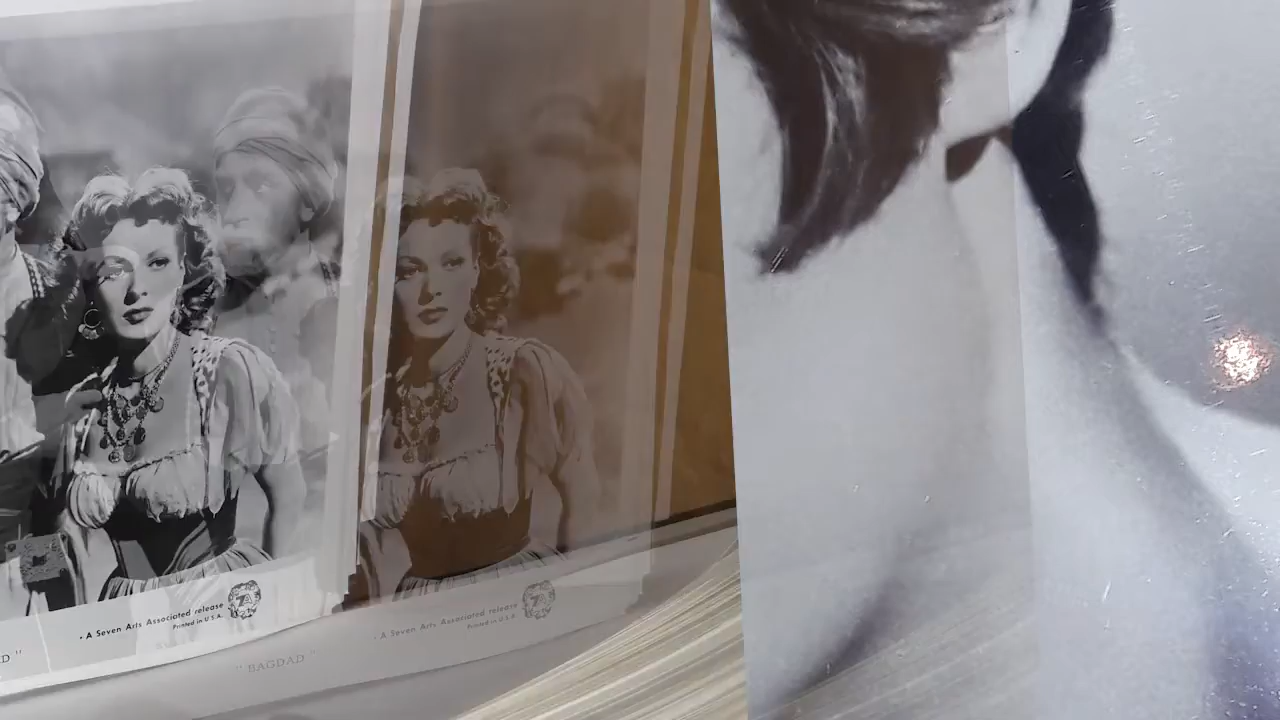 · A Seven Arts Associated release
Printed in U.S.A.
D"
· A Seven Arts Associated release
Printed in U.S.A
"BAGDAD"